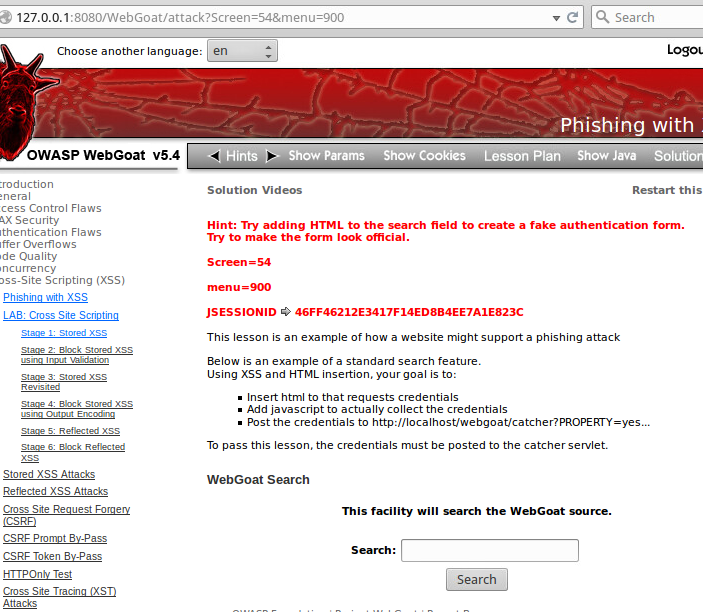 127.0.0.1:8080/WebGoat/attack?Screen=54&menu=900
Search
Choose another language: en
Logou
Phishing with
OWASP WebGoat v5.4
Hints Show Params Show Cookies Lesson Plan Show Java Solution
Solution Videos
Restart this
troduction
eneral
cess Control Flaws
AX Security
uthentication Flaws
uffer Overflows
ode Quality
oncurrency
oss-Site Scripting (XSS)
Phishing with XSS
LAB: Cross Site Scripting
Stage 1: Stored XSS
Stage 2: Block Stored XSS
using Input Validation
Stage 3: Stored XSS
Revisited
Stage 4: Block Stored XSS
using Output Encoding
Stage 5: Reflected XSS
Stage 6: Block Reflected
XSS
Stored XSS Attacks
Reflected XSS Attacks
Cross Site Request Forgery
(CSRF)
CSRF Prompt By-Pass
CSRF Token By-Pass
HTTPOnly Test
Cross Site Tracing (XST)
Attacks
Hint: Try adding HTML to the search field to create a fake authentication form.
Try to make the form look official.
Screen=54
menu=900
JSESSIONID ⇨ 46FF46212E3417F14ED8B4EE7A1E823C
This lesson is an example of how a website might support a phishing attack
Below is an example of a standard search feature.
Using XSS and HTML insertion, your goal is to:
▪ Insert html to that requests credentials
▪ Add javascript to actually collect the credentials
▪ Post the credentials to http://localhost/webgoat/catcher?PROPERTY=yes...
To pass this lesson, the credentials must be posted to the catcher servlet.
WebGoat Search
This facility will search the WebGoat source.
Search:
Search